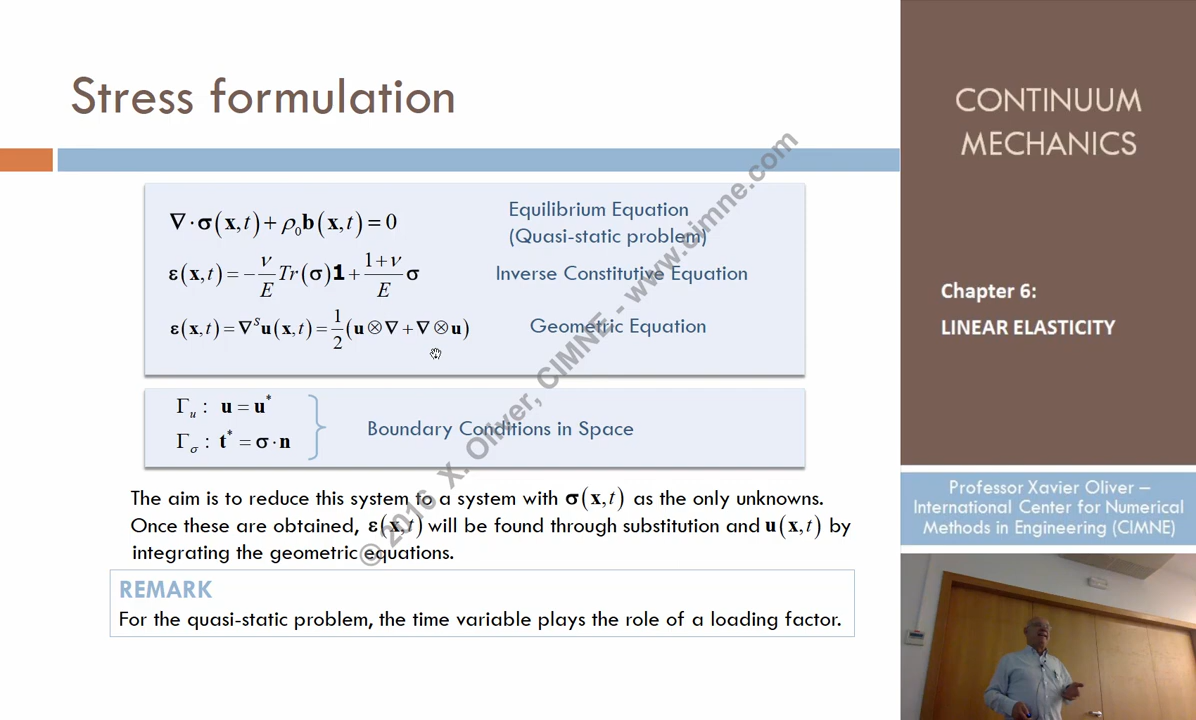 Stress formulation
∇·σ(x,t)+ρ₀b(x,t)=0
Equilibrium Equation
(Quasi-static problem)
ε(x,t)=−ν/E Tr(σ)1+(1+ν)/E σ
Inverse Constitutive Equation
ε(x,t)=∇ˢu(x,t)=1/2(u⊗∇+∇⊗u)
Geometric Equation
Γᵤ : u=u*
Γσ : t*=σ·n
Boundary Conditions in Space
The aim is to reduce this system to a system with σ(x,t) as the only unknowns.
Once these are obtained, ε(x,t) will be found through substitution and u(x,t) by
integrating the geometric equations.
REMARK
For the quasi-static problem, the time variable plays the role of a loading factor.
© 2016 X. Oliver, CIMNE - www.cimne.com
CONTINUUM
MECHANICS
Chapter 6:
LINEAR ELASTICITY
Professor Xavier Oliver –
International Center for Numerical
Methods in Engineering (CIMNE)